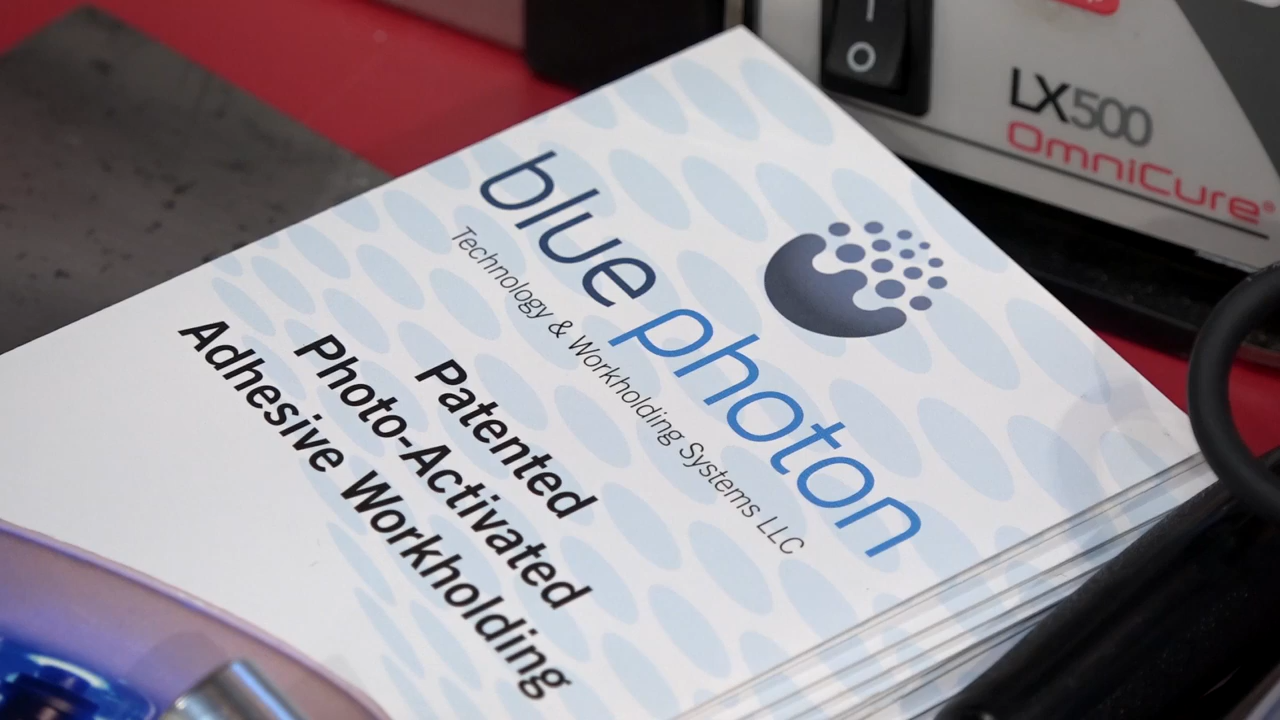 blue photon
Technology & Workholding Systems LLC
Patented
Photo-Activated
Adhesive Workholding
LX500
OmniCure®